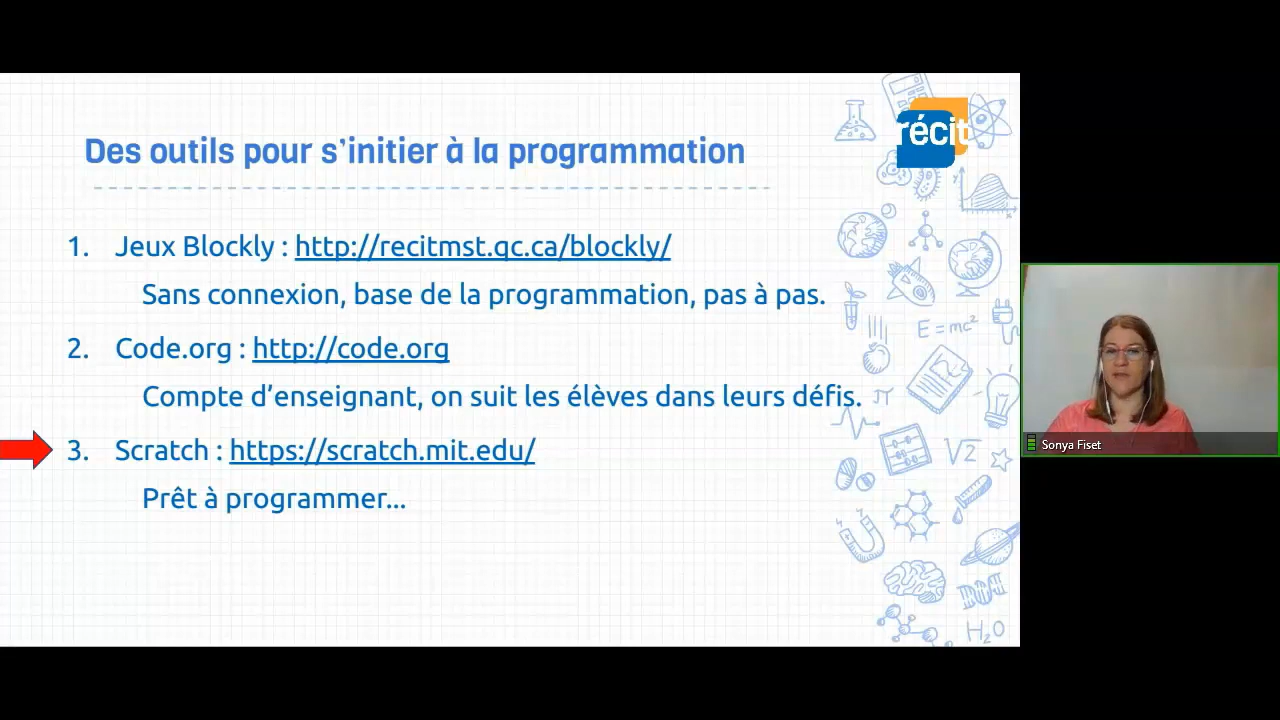 Des outils pour s'initier à la programmation
récit
1. Jeux Blockly : http://recitmst.qc.ca/blockly/
Sans connexion, base de la programmation, pas à pas.
2. Code.org : http://code.org
Compte d'enseignant, on suit les élèves dans leurs défis.
3. Scratch : https://scratch.mit.edu/
Prêt à programmer...
E=mc²
π
√2
H₂O
Sonya Fiset